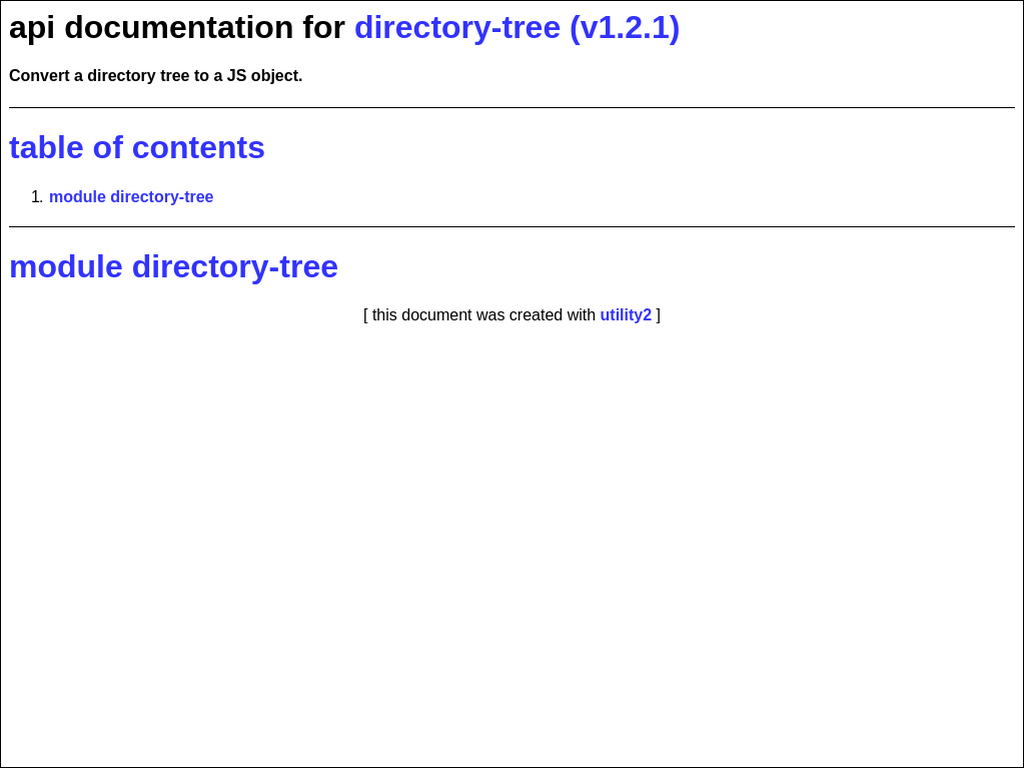 api documentation for directory-tree (v1.2.1)
Convert a directory tree to a JS object.
table of contents
1. module directory-tree
module directory-tree
[ this document was created with utility2 ]